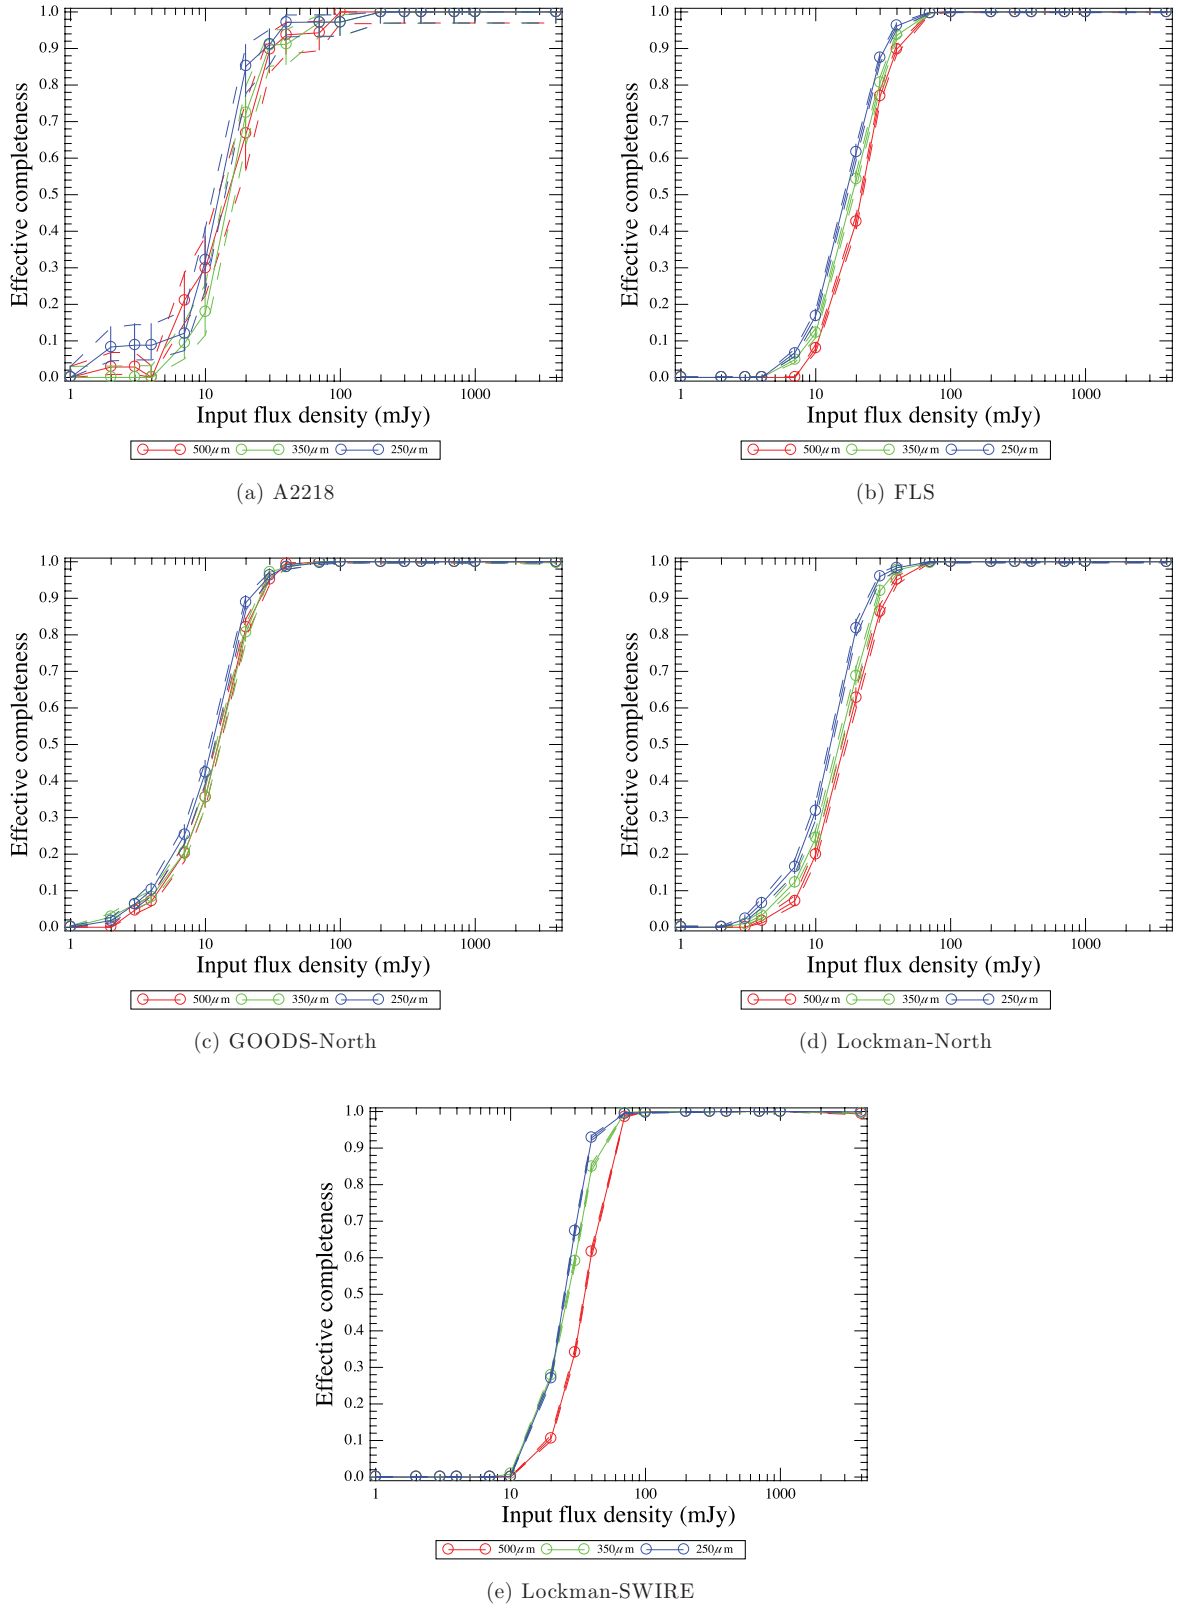 Effective completeness
1.0
0.9
0.8
0.7
0.6
0.5
0.4
0.3
0.2
0.1
0.0
1 10 100 1000
Input flux density (mJy)
500μm 350μm 250μm
(a) A2218
Effective completeness
1.0
0.9
0.8
0.7
0.6
0.5
0.4
0.3
0.2
0.1
0.0
1 10 100 1000
Input flux density (mJy)
500μm 350μm 250μm
(b) FLS
Effective completeness
1.0
0.9
0.8
0.7
0.6
0.5
0.4
0.3
0.2
0.1
0.0
1 10 100 1000
Input flux density (mJy)
500μm 350μm 250μm
(c) GOODS-North
Effective completeness
1.0
0.9
0.8
0.7
0.6
0.5
0.4
0.3
0.2
0.1
0.0
1 10 100 1000
Input flux density (mJy)
500μm 350μm 250μm
(d) Lockman-North
Effective completeness
1.0
0.9
0.8
0.7
0.6
0.5
0.4
0.3
0.2
0.1
0.0
1 10 100 1000
Input flux density (mJy)
500μm 350μm 250μm
(e) Lockman-SWIRE